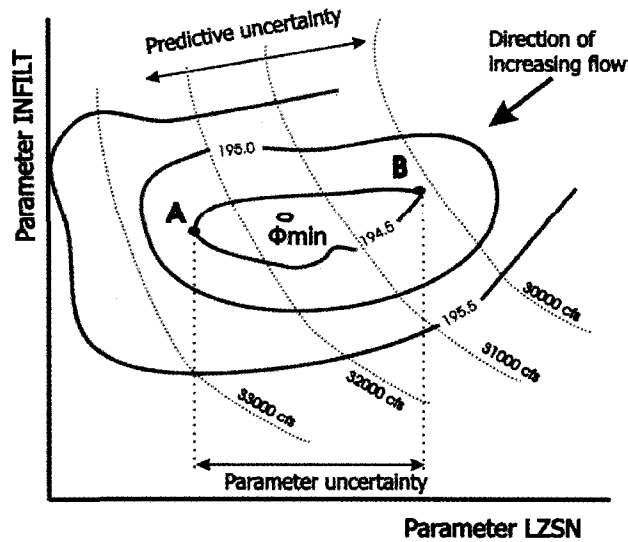 Predictive uncertainty
Direction of
increasing flow
Parameter INFILT
195.0
B
A
Φmin
194.5
195.5
30000 cfs
31000 cfs
32000 cfs
33000 cfs
Parameter uncertainty
Parameter LZSN